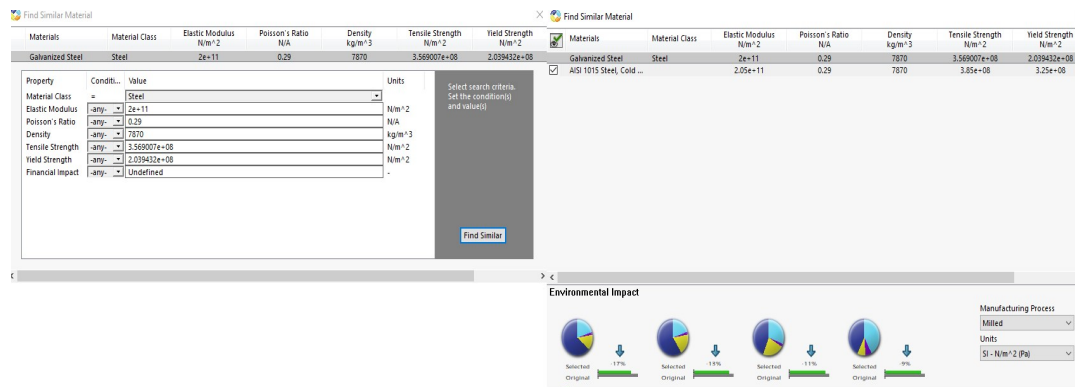 Find Similar Material
Materials Material Class Elastic Modulus N/m^2 Poisson's Ratio N/A Density kg/m^3 Tensile Strength N/m^2 Yield Strength N/m^2
Galvanized Steel Steel 2e+11 0.29 7870 3.569007e+08 2.039432e+08
Property Conditi... Value Units
Material Class = Steel
Elastic Modulus -any- 2e+11 N/m^2
Poisson's Ratio -any- 0.29 N/A
Density -any- 7870 kg/m^3
Tensile Strength -any- 3.569007e+08 N/m^2
Yield Strength -any- 2.039432e+08 N/m^2
Financial Impact -any- Undefined -
Select search criteria.
Set the condition(s)
and value(s)
Find Similar
Find Similar Material
Materials Material Class Elastic Modulus N/m^2 Poisson's Ratio N/A Density kg/m^3 Tensile Strength N/m^2 Yield Strength N/m^2
Galvanized Steel Steel 2e+11 0.29 7870 3.569007e+08 2.039432e+08
AISI 1015 Steel, Cold ... 2.05e+11 0.29 7870 3.85e+08 3.25e+08
Environmental Impact
Manufacturing Process
Milled
Units
SI - N/m^2 (Pa)
Selected -17% Selected -13% Selected -11% Selected -9%
Original Original Original Original